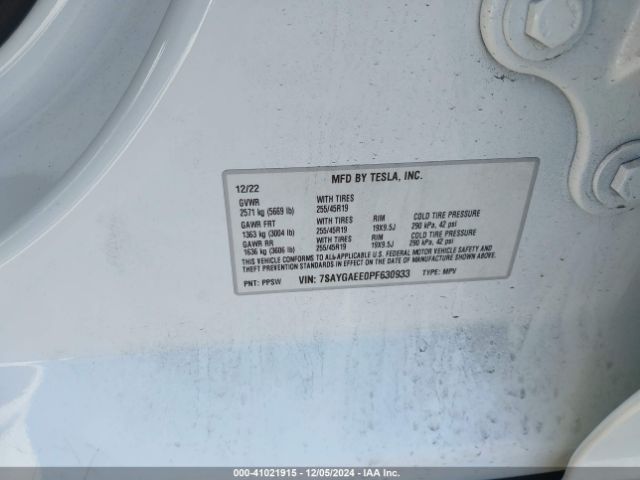 MFD BY TESLA, INC.
12/22
GVWR WITH TIRES
2571 kg (5669 lb) 255/45R19
GAWR FRT WITH TIRES RIM COLD TIRE PRESSURE
1363 kg (3004 lb) 255/45R19 19X9.5J 290 kPa, 42 psi
GAWR RR WITH TIRES RIM COLD TIRE PRESSURE
1636 kg (3606 lb) 255/45R19 19X9.5J 290 kPa, 42 psi
THIS VEHICLE CONFORMS TO ALL APPLICABLE U.S. FEDERAL MOTOR VEHICLE SAFETY AND
THEFT PREVENTION STANDARDS IN EFFECT ON THE DATE OF MANUFACTURE SHOWN ABOVE.
PNT: PPSW VIN: 7SAYGAEE0PF630933 TYPE: MPV
000-41021915 - 12/05/2024 - IAA Inc.